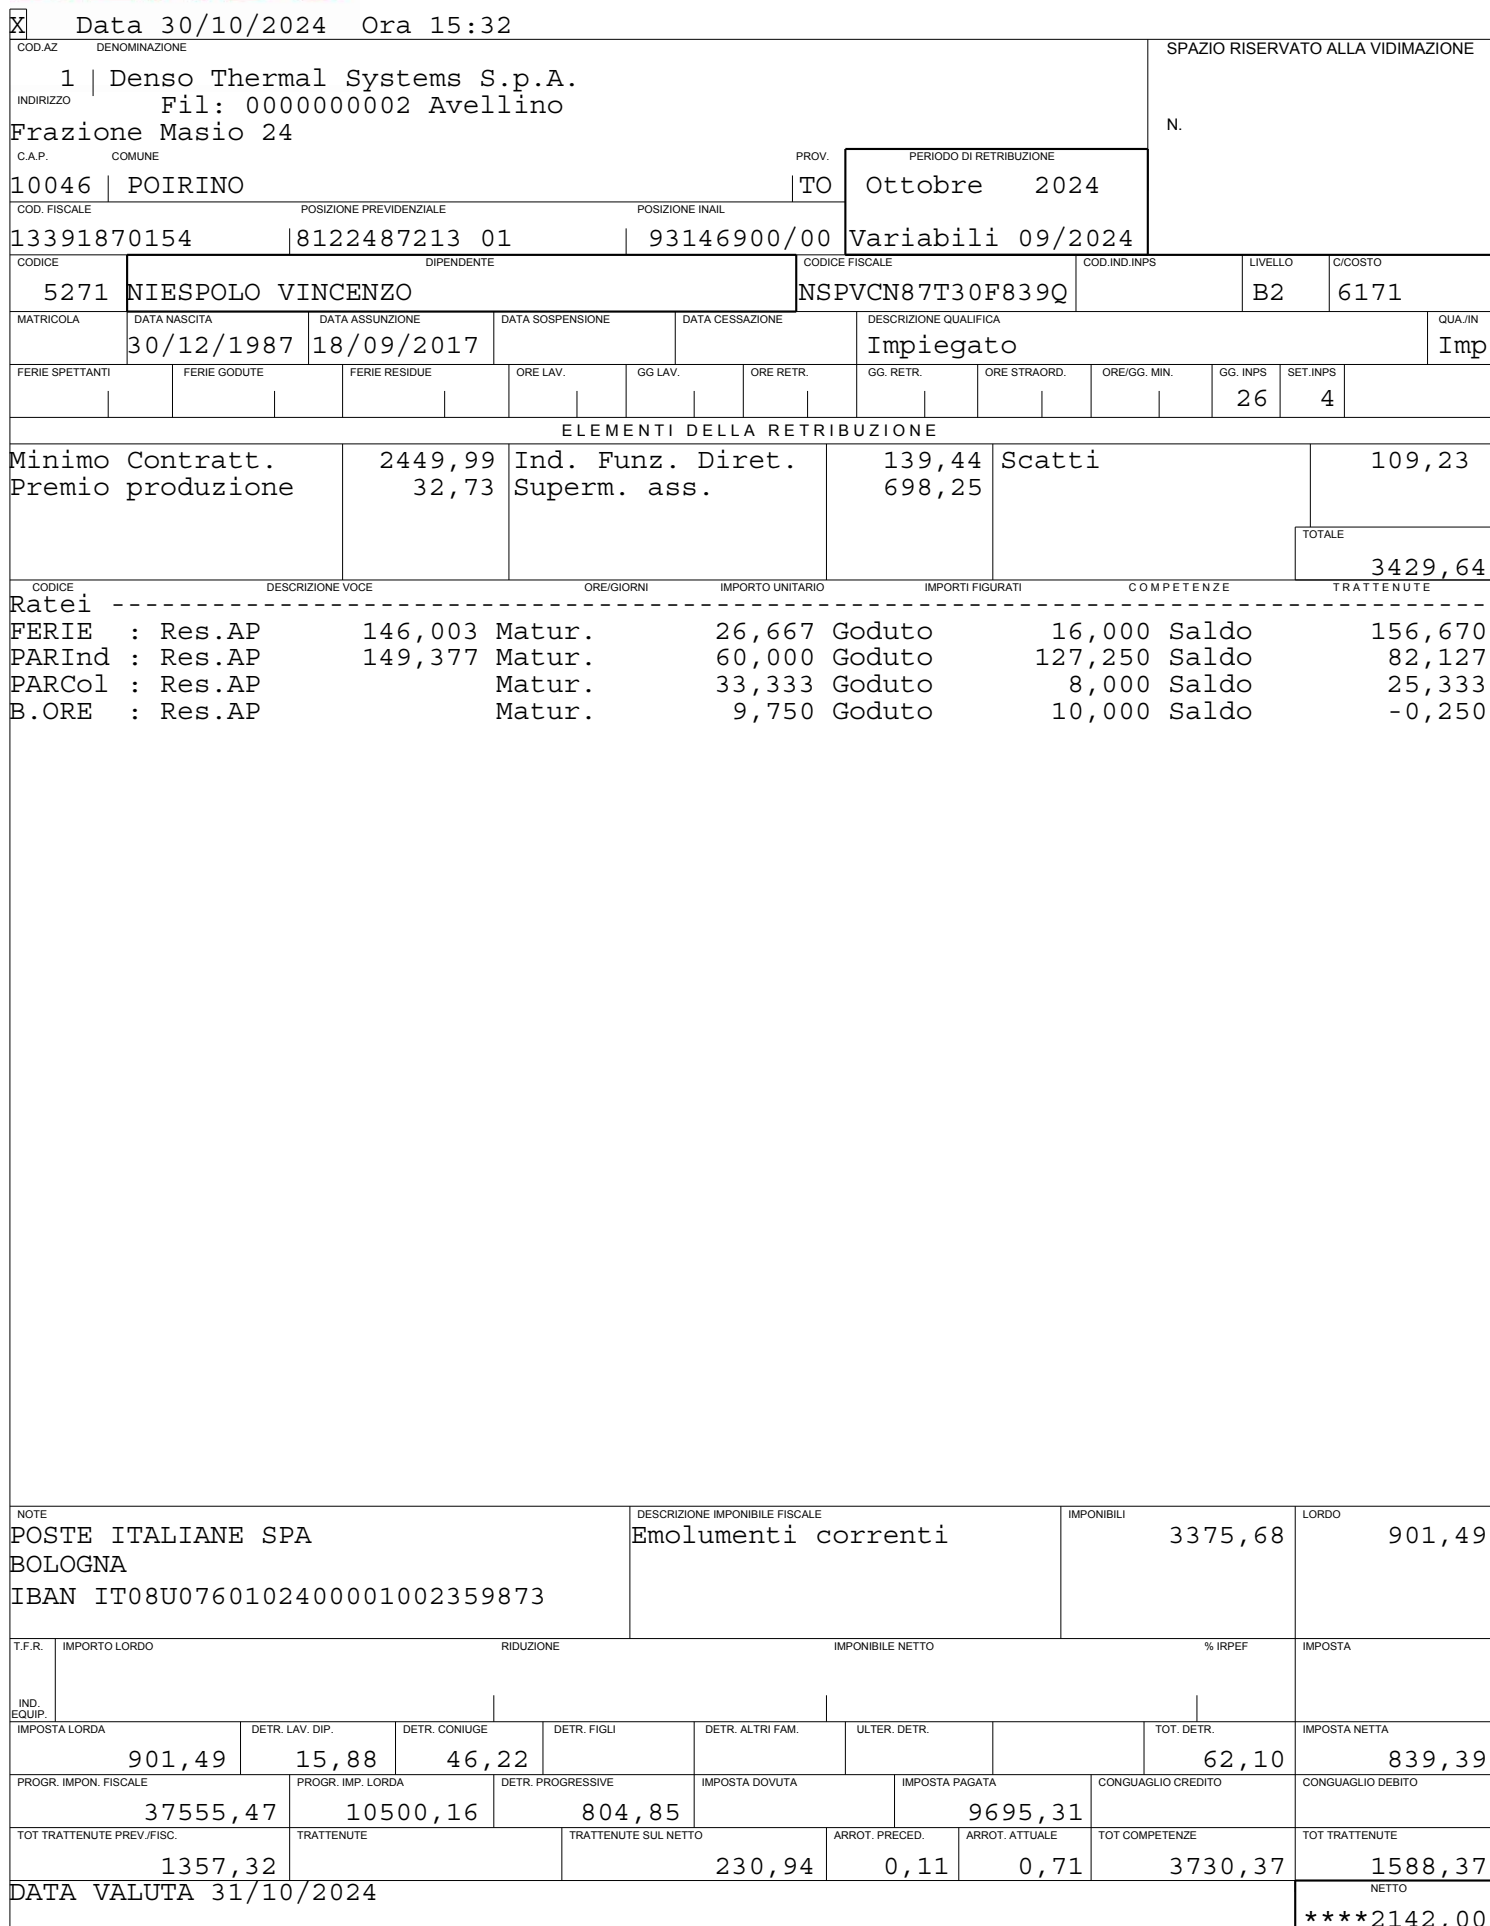 X Data 30/10/2024 Ora 15:32
COD.AZ DENOMINAZIONE SPAZIO RISERVATO ALLA VIDIMAZIONE
1 Denso Thermal Systems S.p.A.
INDIRIZZO Fil: 0000000002 Avellino
Frazione Masio 24 N.
C.A.P. COMUNE PROV. PERIODO DI RETRIBUZIONE
10046 POIRINO TO Ottobre 2024
COD. FISCALE POSIZIONE PREVIDENZIALE POSIZIONE INAIL
13391870154 8122487213 01 93146900/00 Variabili 09/2024
CODICE DIPENDENTE CODICE FISCALE COD.IND.INPS LIVELLO C/COSTO
5271 NIESPOLO VINCENZO NSPVCN87T30F839Q B2 6171
MATRICOLA DATA NASCITA DATA ASSUNZIONE DATA SOSPENSIONE DATA CESSAZIONE DESCRIZIONE QUALIFICA QUA./IN
30/12/1987 18/09/2017 Impiegato Imp
FERIE SPETTANTI FERIE GODUTE FERIE RESIDUE ORE LAV. GG LAV. ORE RETR. GG. RETR. ORE STRAORD. ORE/GG. MIN. GG. INPS SET.INPS
26 4
ELEMENTI DELLA RETRIBUZIONE
Minimo Contratt. 2449,99 Ind. Funz. Diret. 139,44 Scatti 109,23
Premio produzione 32,73 Superm. ass. 698,25
TOTALE
3429,64
CODICE DESCRIZIONE VOCE ORE/GIORNI IMPORTO UNITARIO IMPORTI FIGURATI COMPETENZE TRATTENUTE
Ratei ----------------------------------------------------------------------------------
FERIE : Res.AP 146,003 Matur. 26,667 Goduto 16,000 Saldo 156,670
PARInd : Res.AP 149,377 Matur. 60,000 Goduto 127,250 Saldo 82,127
PARCol : Res.AP Matur. 33,333 Goduto 8,000 Saldo 25,333
B.ORE : Res.AP Matur. 9,750 Goduto 10,000 Saldo -0,250
NOTE DESCRIZIONE IMPONIBILE FISCALE IMPONIBILI LORDO
POSTE ITALIANE SPA Emolumenti correnti 3375,68 901,49
BOLOGNA
IBAN IT08U0760102400001002359873
T.F.R. IMPORTO LORDO RIDUZIONE IMPONIBILE NETTO % IRPEF IMPOSTA
IND.
EQUIP.
IMPOSTA LORDA DETR. LAV. DIP. DETR. CONIUGE DETR. FIGLI DETR. ALTRI FAM. ULTER. DETR. TOT. DETR. IMPOSTA NETTA
901,49 15,88 46,22 62,10 839,39
PROGR. IMPON. FISCALE PROGR. IMP. LORDA DETR. PROGRESSIVE IMPOSTA DOVUTA IMPOSTA PAGATA CONGUAGLIO CREDITO CONGUAGLIO DEBITO
37555,47 10500,16 804,85 9695,31
TOT TRATTENUTE PREV./FISC. TRATTENUTE TRATTENUTE SUL NETTO ARROT. PRECED. ARROT. ATTUALE TOT COMPETENZE TOT TRATTENUTE
1357,32 230,94 0,11 0,71 3730,37 1588,37
DATA VALUTA 31/10/2024 NETTO
****2142,00